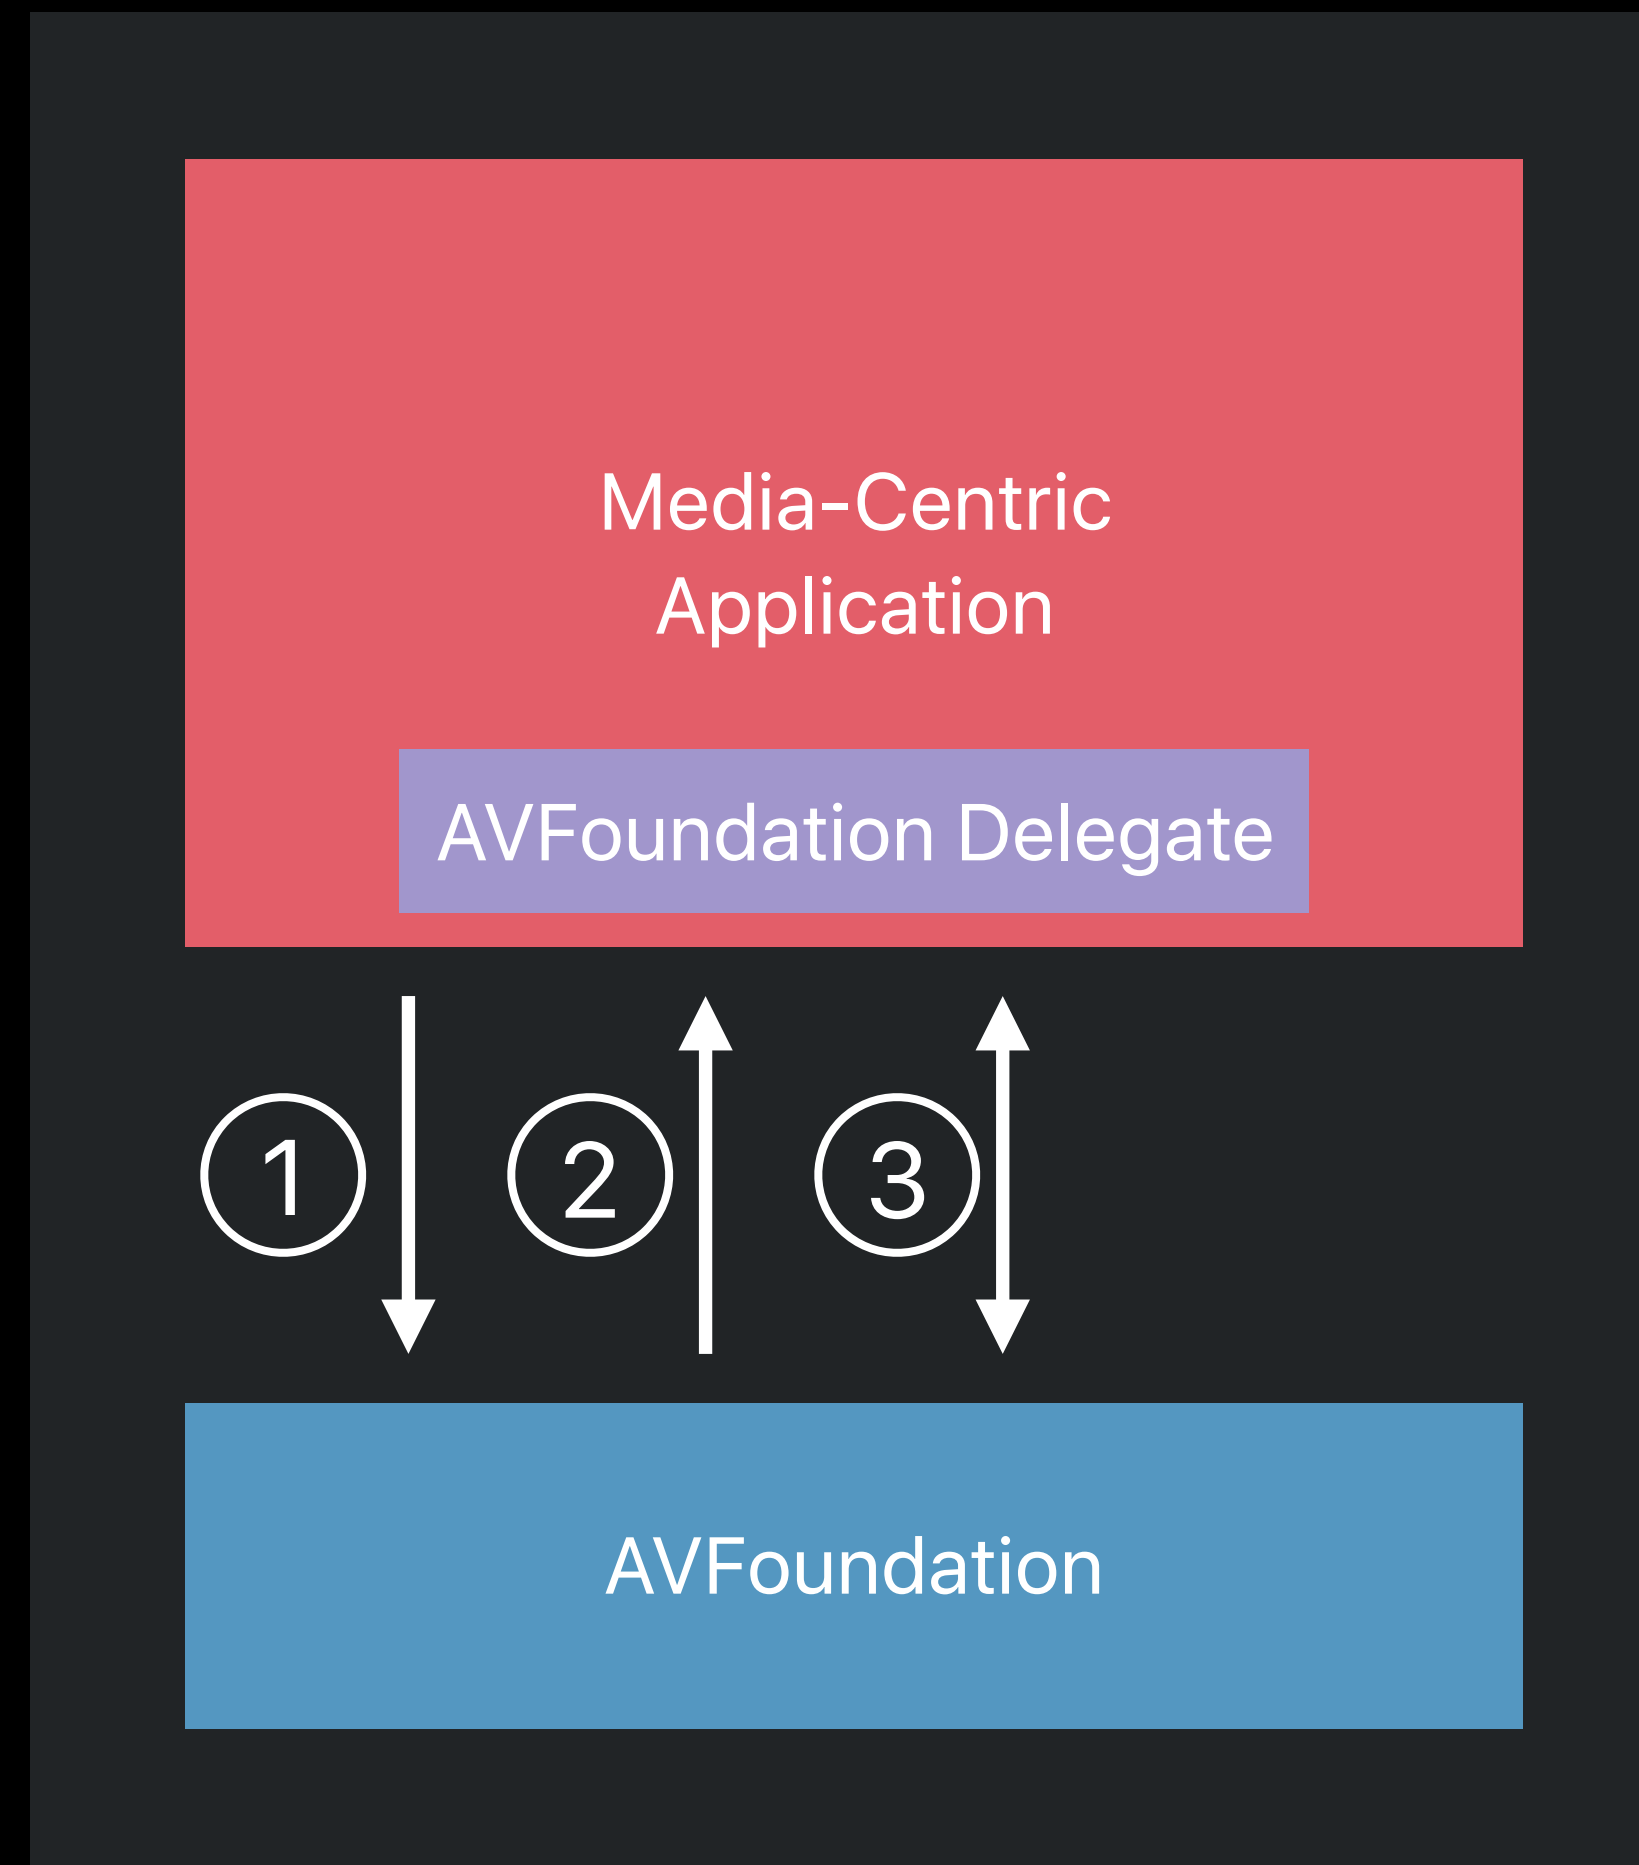 Media-Centric
Application
AVFoundation Delegate
1
2
3
AVFoundation